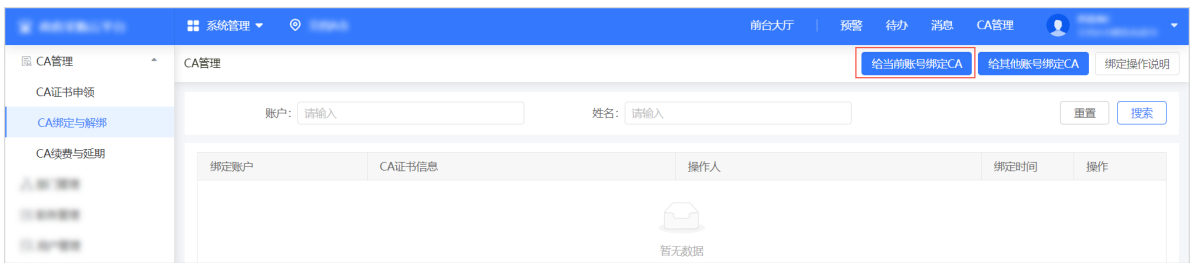 系统管理 前台大厅 预警 待办 消息 CA管理
CA管理
CA管理 给当前账号绑定CA 给其他账号绑定CA 绑定操作说明
CA证书申领
CA绑定与解绑
CA续费与延期
账户： 请输入 姓名： 请输入 重置 搜索
绑定账户 CA证书信息 操作人 绑定时间 操作
暂无数据